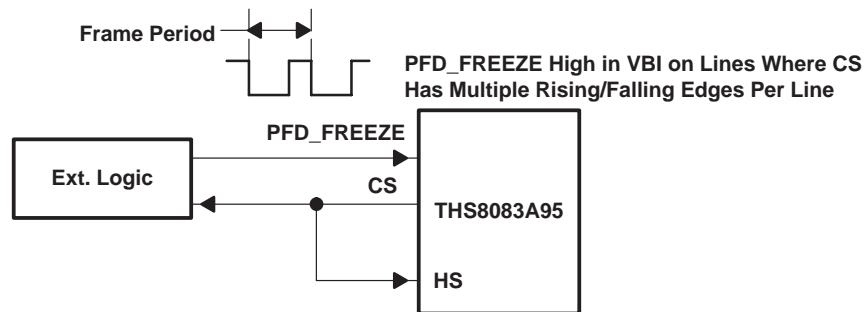 Frame Period
PFD_FREEZE High in VBI on Lines Where CS
Has Multiple Rising/Falling Edges Per Line
PFD_FREEZE
Ext. Logic
CS
THS8083A95
HS